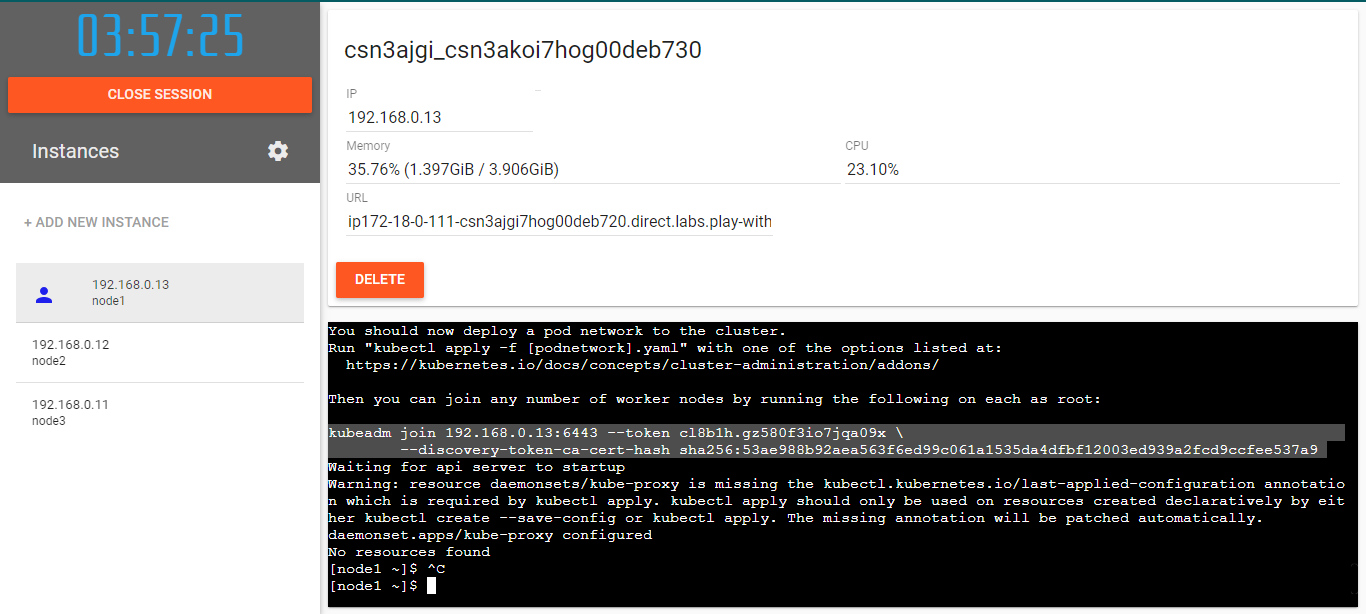 03:57:25
CLOSE SESSION
Instances
+ ADD NEW INSTANCE
192.168.0.13
node1
192.168.0.12
node2
192.168.0.11
node3
csn3ajgi_csn3akoi7hog00deb730
IP
192.168.0.13
Memory
35.76% (1.397GiB / 3.906GiB)
CPU
23.10%
URL
ip172-18-0-111-csn3ajgi7hog00deb720.direct.labs.play-with
DELETE
You should now deploy a pod network to the cluster.
Run "kubectl apply -f [podnetwork].yaml" with one of the options listed at:
  https://kubernetes.io/docs/concepts/cluster-administration/addons/
Then you can join any number of worker nodes by running the following on each as root:
kubeadm join 192.168.0.13:6443 --token cl8b1h.gz580f3io7jqa09x \
        --discovery-token-ca-cert-hash sha256:53ae988b92aea563f6ed99c061a1535da4dfbf12003ed939a2fcd9ccfee537a9
Waiting for api server to startup
Warning: resource daemonsets/kube-proxy is missing the kubectl.kubernetes.io/last-applied-configuration annotatio
n which is required by kubectl apply. kubectl apply should only be used on resources created declaratively by eit
her kubectl create --save-config or kubectl apply. The missing annotation will be patched automatically.
daemonset.apps/kube-proxy configured
No resources found
[node1 ~]$ ^C
[node1 ~]$